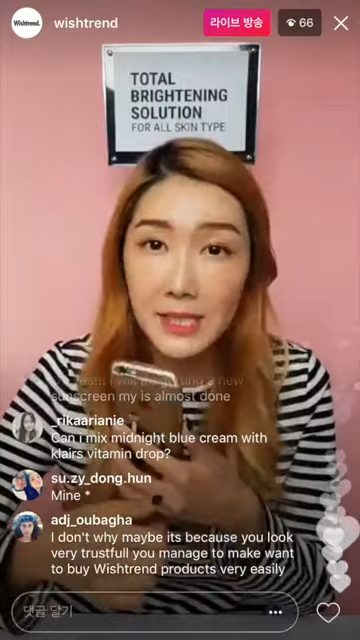 Wishtrend.
wishtrend
라이브 방송
66
TOTAL
BRIGHTENING
SOLUTION
FOR ALL SKIN TYPE
a new
sunscreen my is almost done
_rikaarianie
Can i mix midnight blue cream with
klairs vitamin drop?
su.zy_dong.hun
Mine *
adj_oubagha
I don't why maybe its because you look
very trustfull you manage to make want
to buy Wishtrend products very easily
댓글 달기